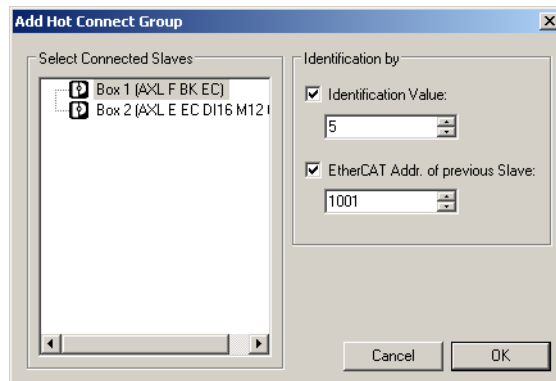 Add Hot Connect Group
Select Connected Slaves
Box 1 (AXL F BK EC)
Box 2 (AXL E EC DI16 M12
Identification by
Identification Value:
5
EtherCAT Addr. of previous Slave:
1001
Cancel
OK